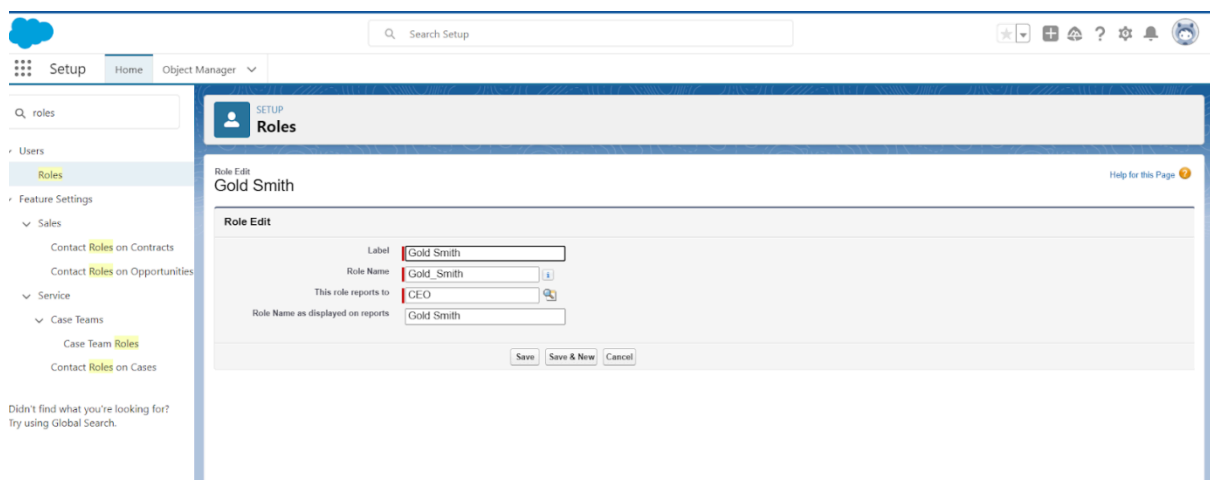 Search Setup
Setup Home Object Manager
roles
Users
Roles
Feature Settings
Sales
Contact Roles on Contracts
Contact Roles on Opportunities
Service
Case Teams
Case Team Roles
Contact Roles on Cases
Didn't find what you're looking for?
Try using Global Search.
SETUP
Roles
Role Edit
Gold Smith
Help for this Page
Role Edit
Label Gold Smith
Role Name Gold_Smith
This role reports to CEO
Role Name as displayed on reports Gold Smith
Save Save & New Cancel